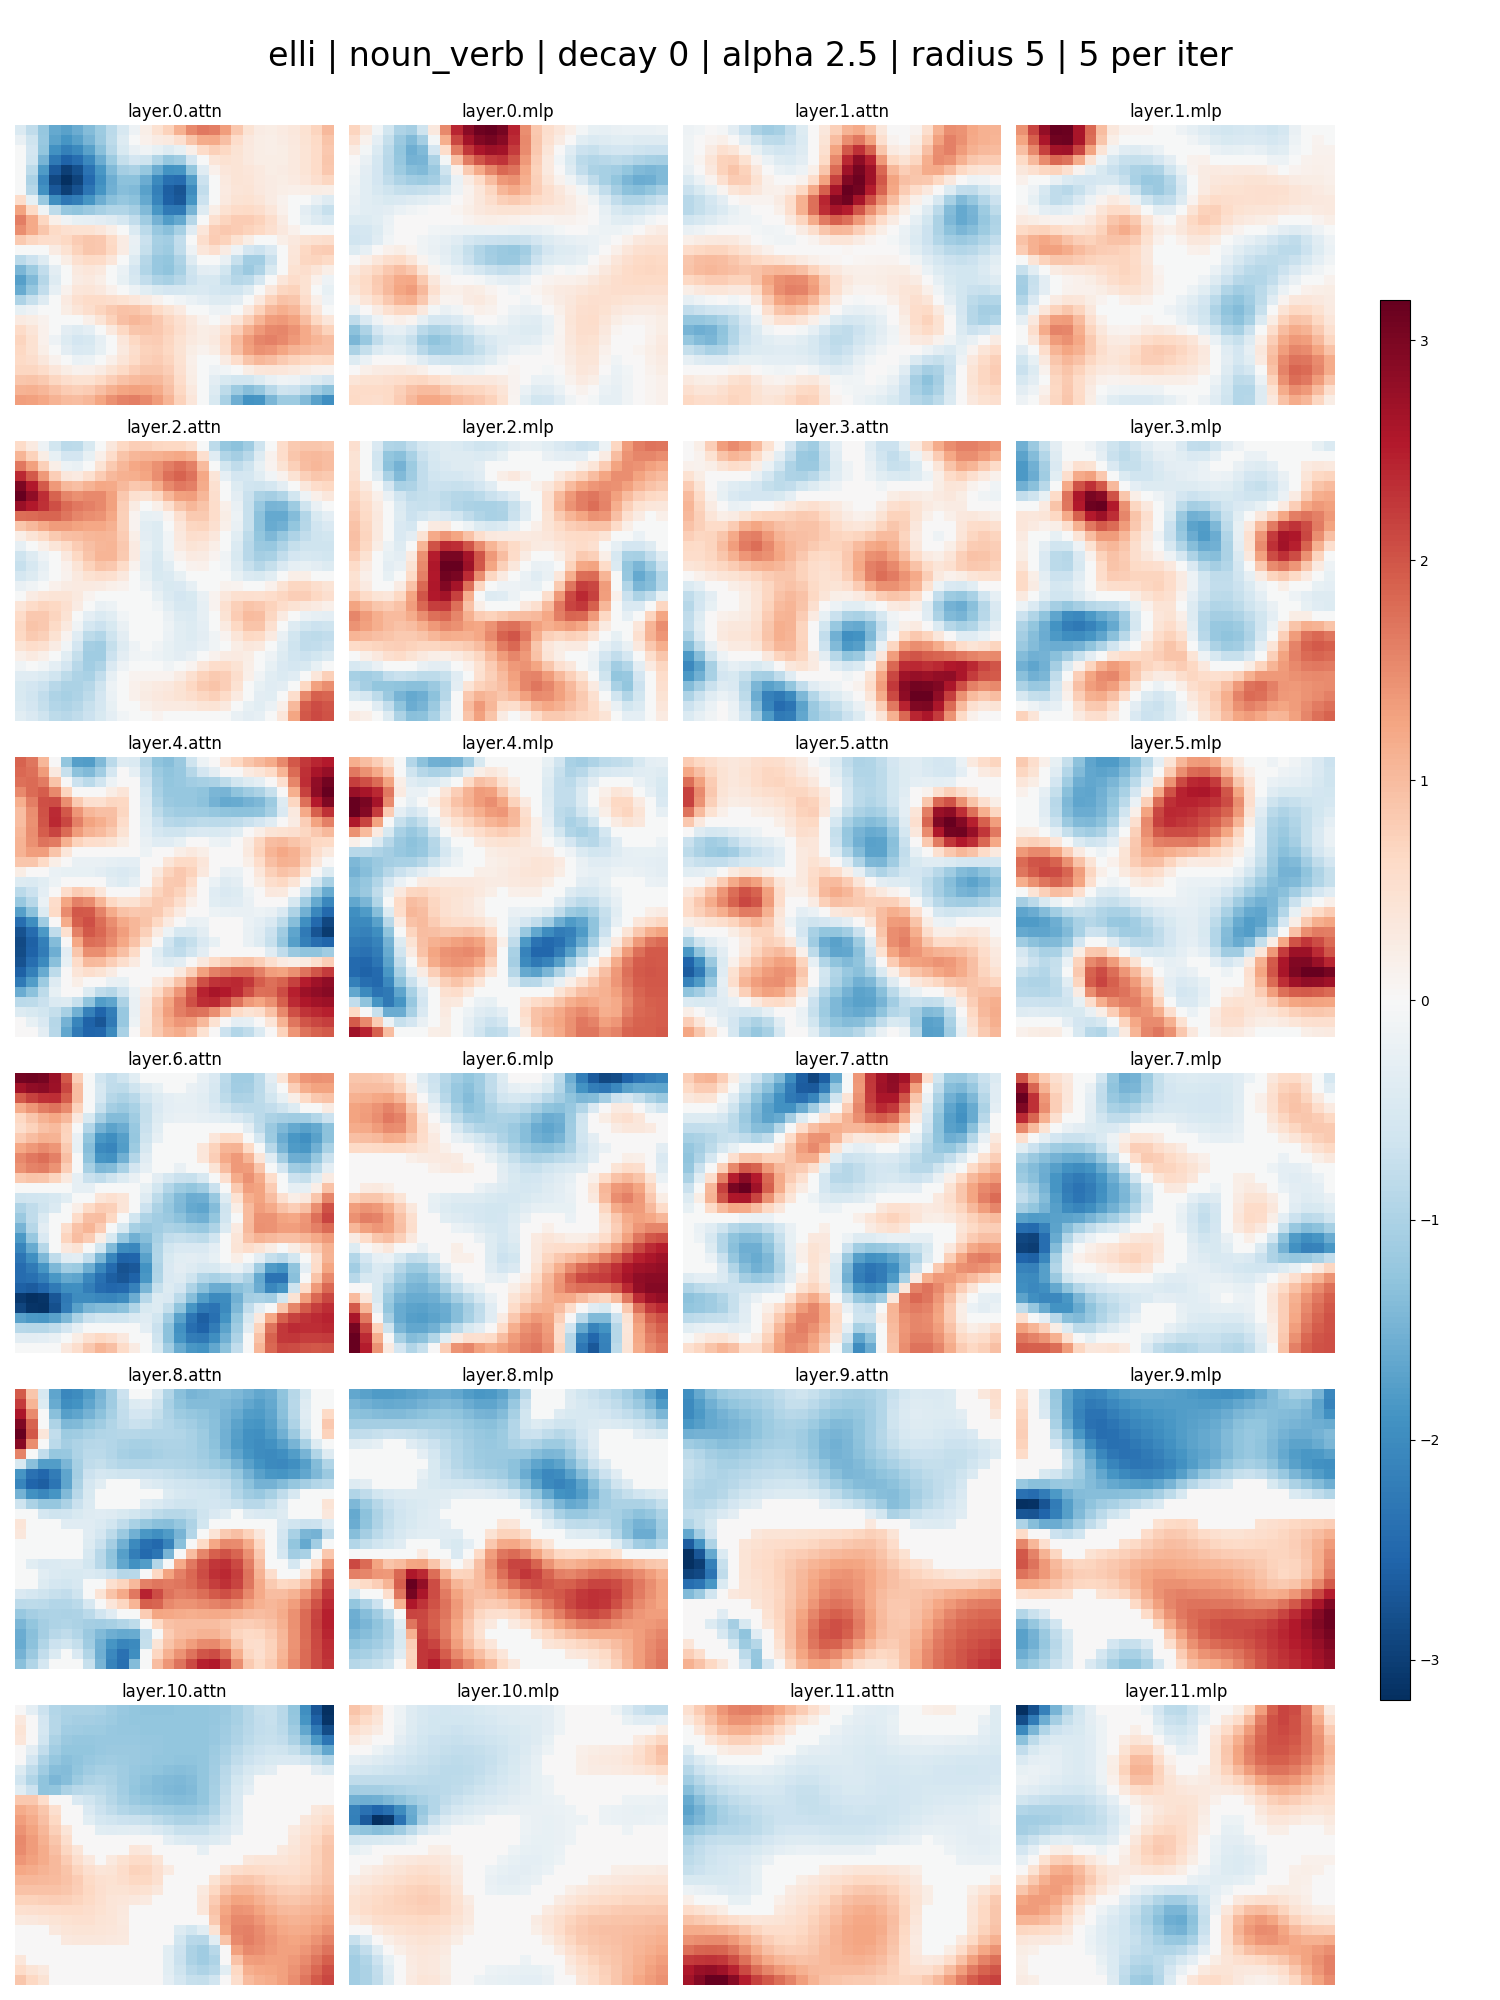 elli | noun_verb | decay 0 | alpha 2.5 | radius 5 | 5 per iter
layer.0.attn layer.0.mlp layer.1.attn layer.1.mlp
layer.2.attn layer.2.mlp layer.3.attn layer.3.mlp
layer.4.attn layer.4.mlp layer.5.attn layer.5.mlp
layer.6.attn layer.6.mlp layer.7.attn layer.7.mlp
layer.8.attn layer.8.mlp layer.9.attn layer.9.mlp
layer.10.attn layer.10.mlp layer.11.attn layer.11.mlp
3
2
1
0
−1
−2
−3